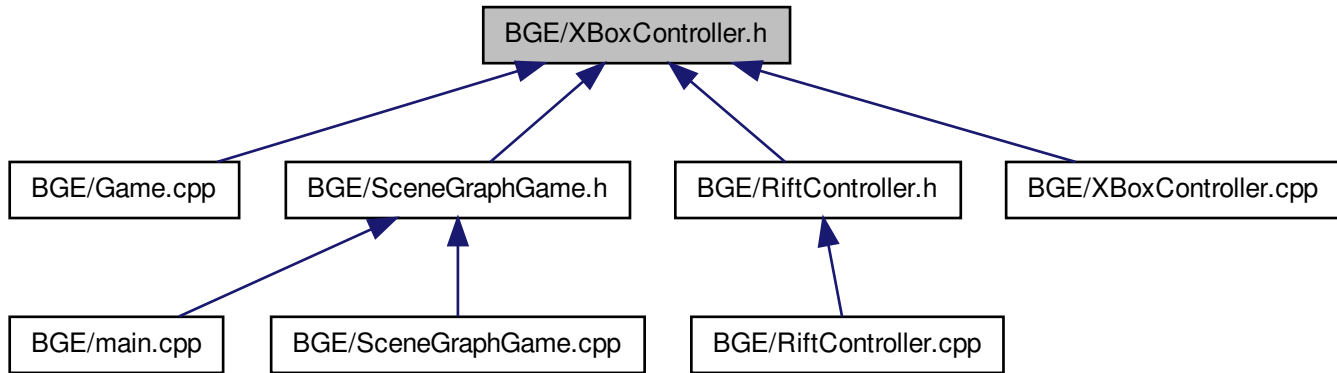 BGE/XBoxController.h
BGE/Game.cpp
BGE/SceneGraphGame.h
BGE/RiftController.h
BGE/XBoxController.cpp
BGE/main.cpp
BGE/SceneGraphGame.cpp
BGE/RiftController.cpp